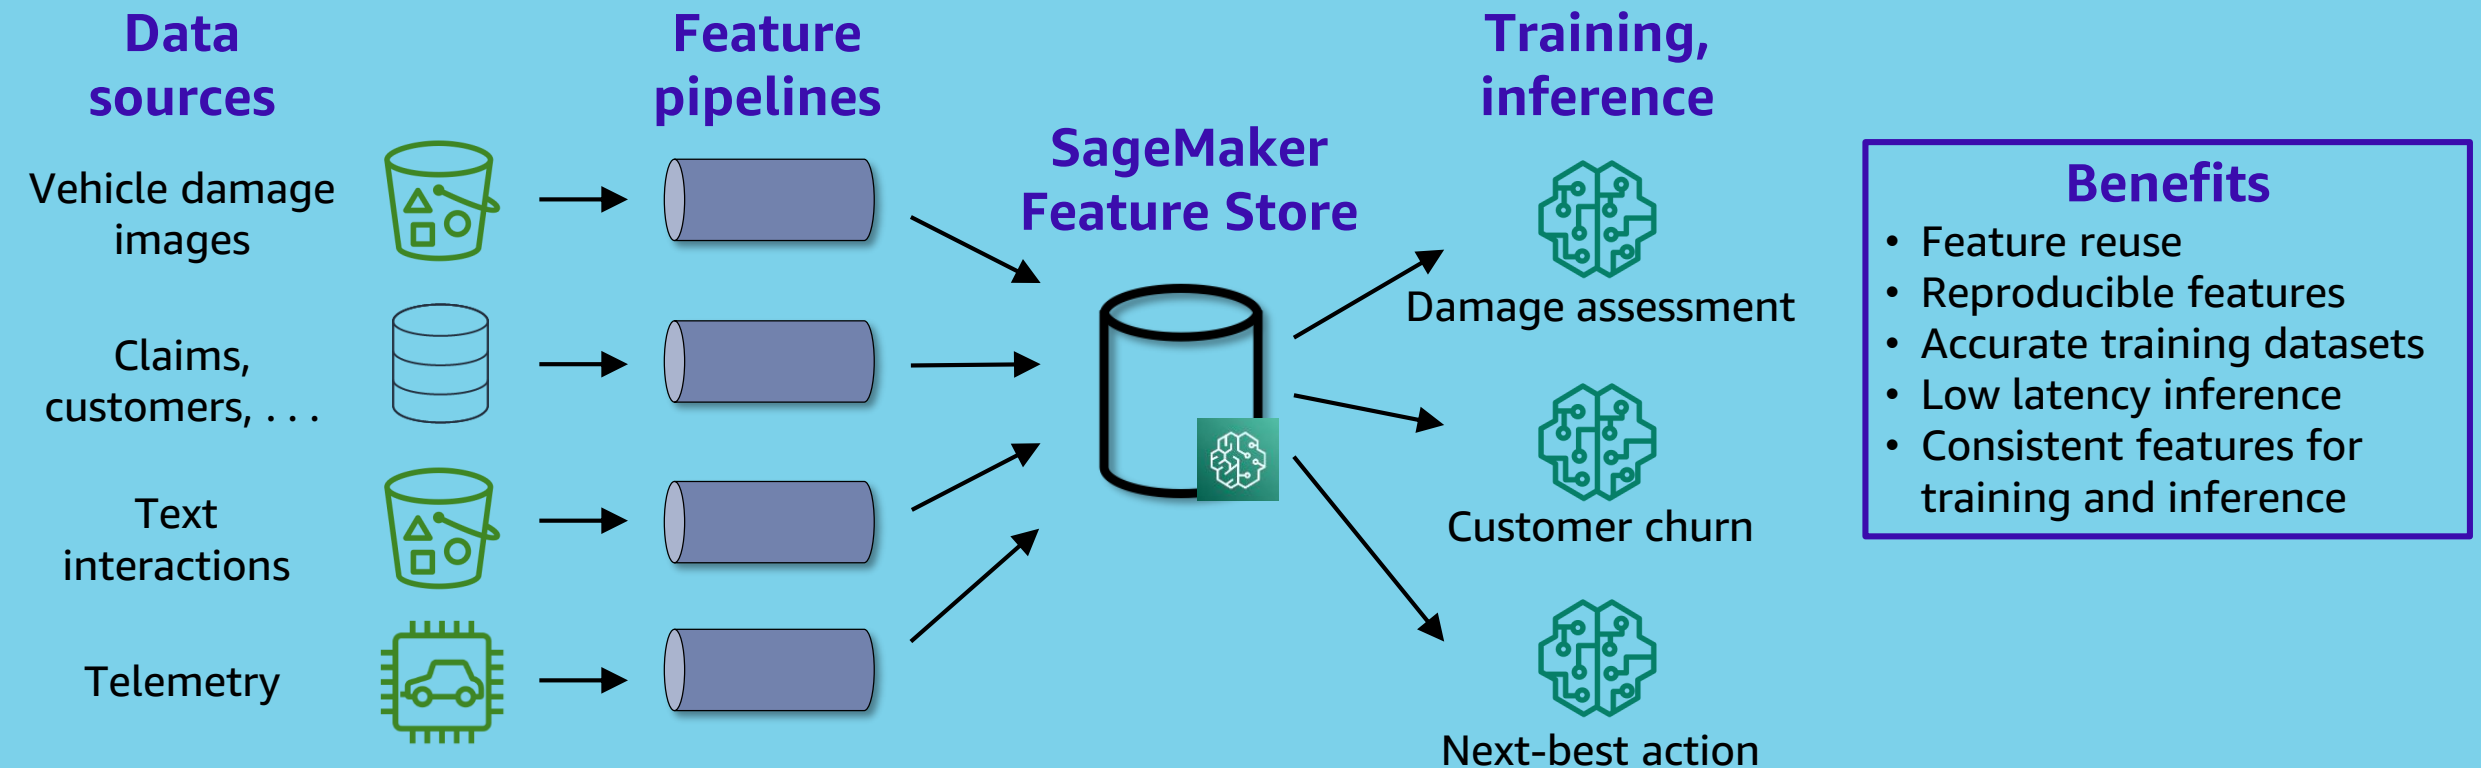 Data
sources
Vehicle damage
images
Claims,
customers, . . .
Text
interactions
Telemetry
Feature
pipelines
SageMaker
Feature Store
Training,
inference
Damage assessment
Customer churn
Next-best action
Benefits
• Feature reuse
• Reproducible features
• Accurate training datasets
• Low latency inference
• Consistent features for
training and inference